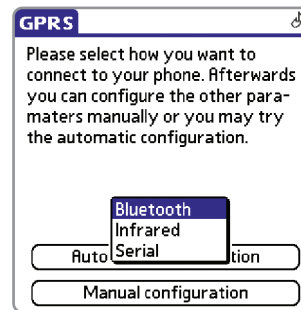 GPRS
Please select how you want to
connect to your phone. Afterwards
you can configure the other para-
maters manually or you may try
the automatic configuration.
Bluetooth
Infrared
Serial
Auto tion
Manual configuration